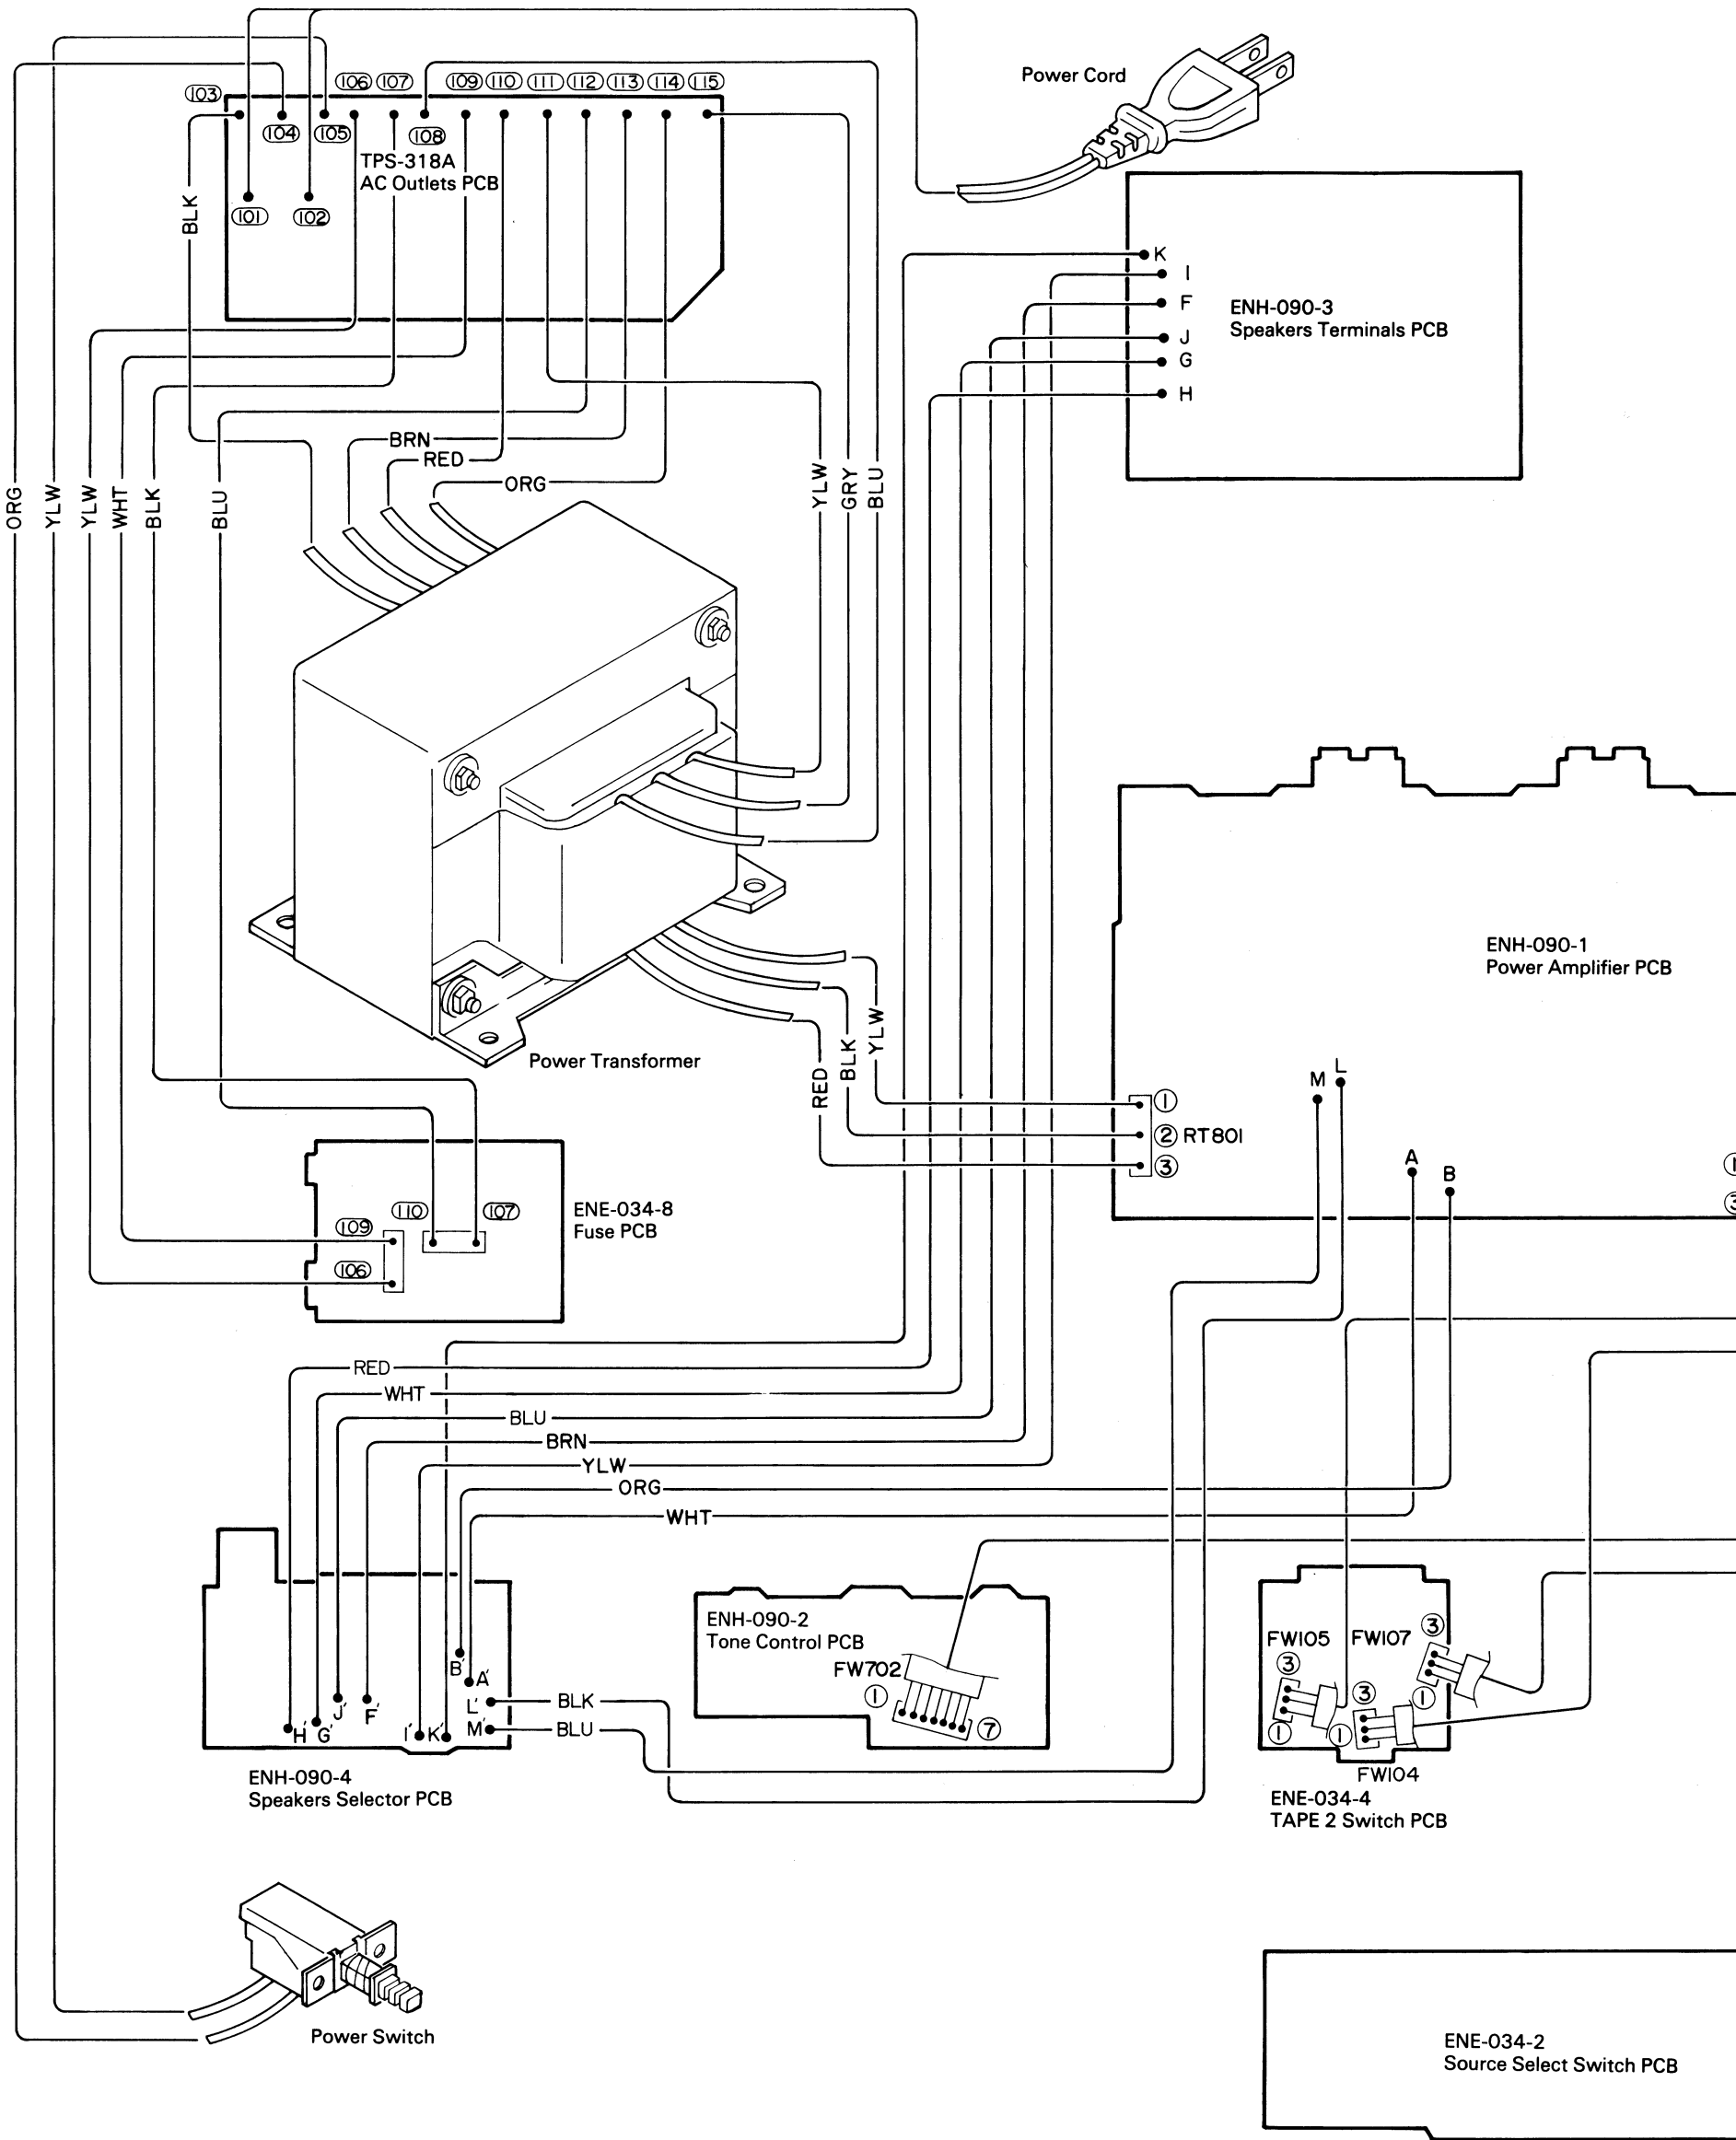 Power Cord
103
106
107
109
110
111
112
113
114
115
104
105
108
TPS-318A
AC Outlets PCB
101
102
BLK
K
I
F
J
G
H
ENH-090-3
Speakers Terminals PCB
BRN
RED
ORG
ORG
YLW
YLW
WHT
BLK
BLU
YLW
GRY
BLU
ENH-090-1
Power Amplifier PCB
Power Transformer
RED
BLK
YLW
M
L
1
2 RT801
3
A
B
1
3
110
107
109
106
ENE-034-8
Fuse PCB
RED
WHT
BLU
BRN
YLW
ORG
WHT
ENH-090-2
Tone Control PCB
FW702
1
7
FW105
FW107
3
3
3
1
1
1
FW104
B'
A'
L'
BLK
M'
BLU
J'
F'
H'
G'
I'
K'
ENH-090-4
Speakers Selector PCB
ENE-034-4
TAPE 2 Switch PCB
Power Switch
ENE-034-2
Source Select Switch PCB